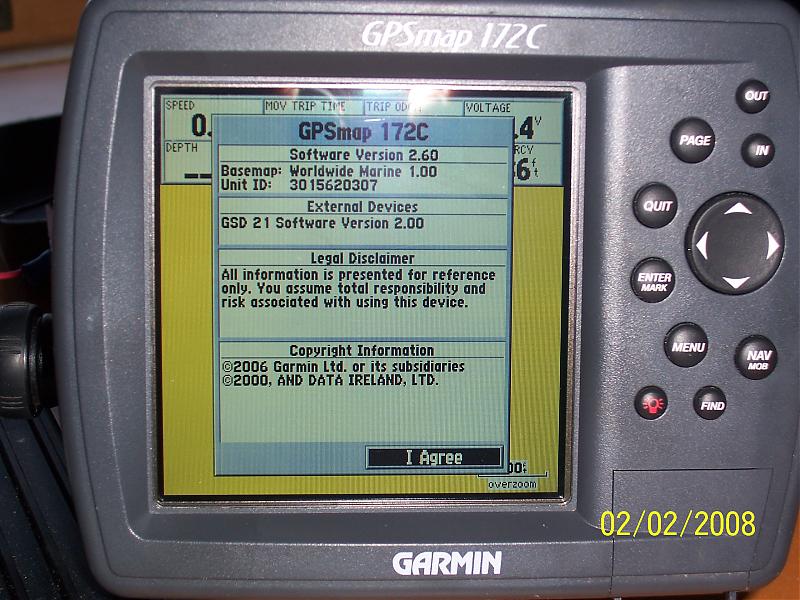 GPSmap 172C
SPEED
MOV TRIP TIME
TRIP
VOLTAGE
0.
.4V
DEPTH
GPSmap 172C
Software Version 2.60
Basemap: Worldwide Marine 1.00
Unit ID: 3015620307
External Devices
GSD 21 Software Version 2.00
Legal Disclaimer
All information is presented for reference
only. You assume total responsibility and
risk associated with using this device.
Copyright Information
©2006 Garmin Ltd. or its subsidiaries
©2000, AND DATA IRELAND, LTD.
I Agree
overzoom
OUT
PAGE
IN
QUIT
ENTER
MARK
MENU
NAV
MOB
FIND
GARMIN
02/02/2008